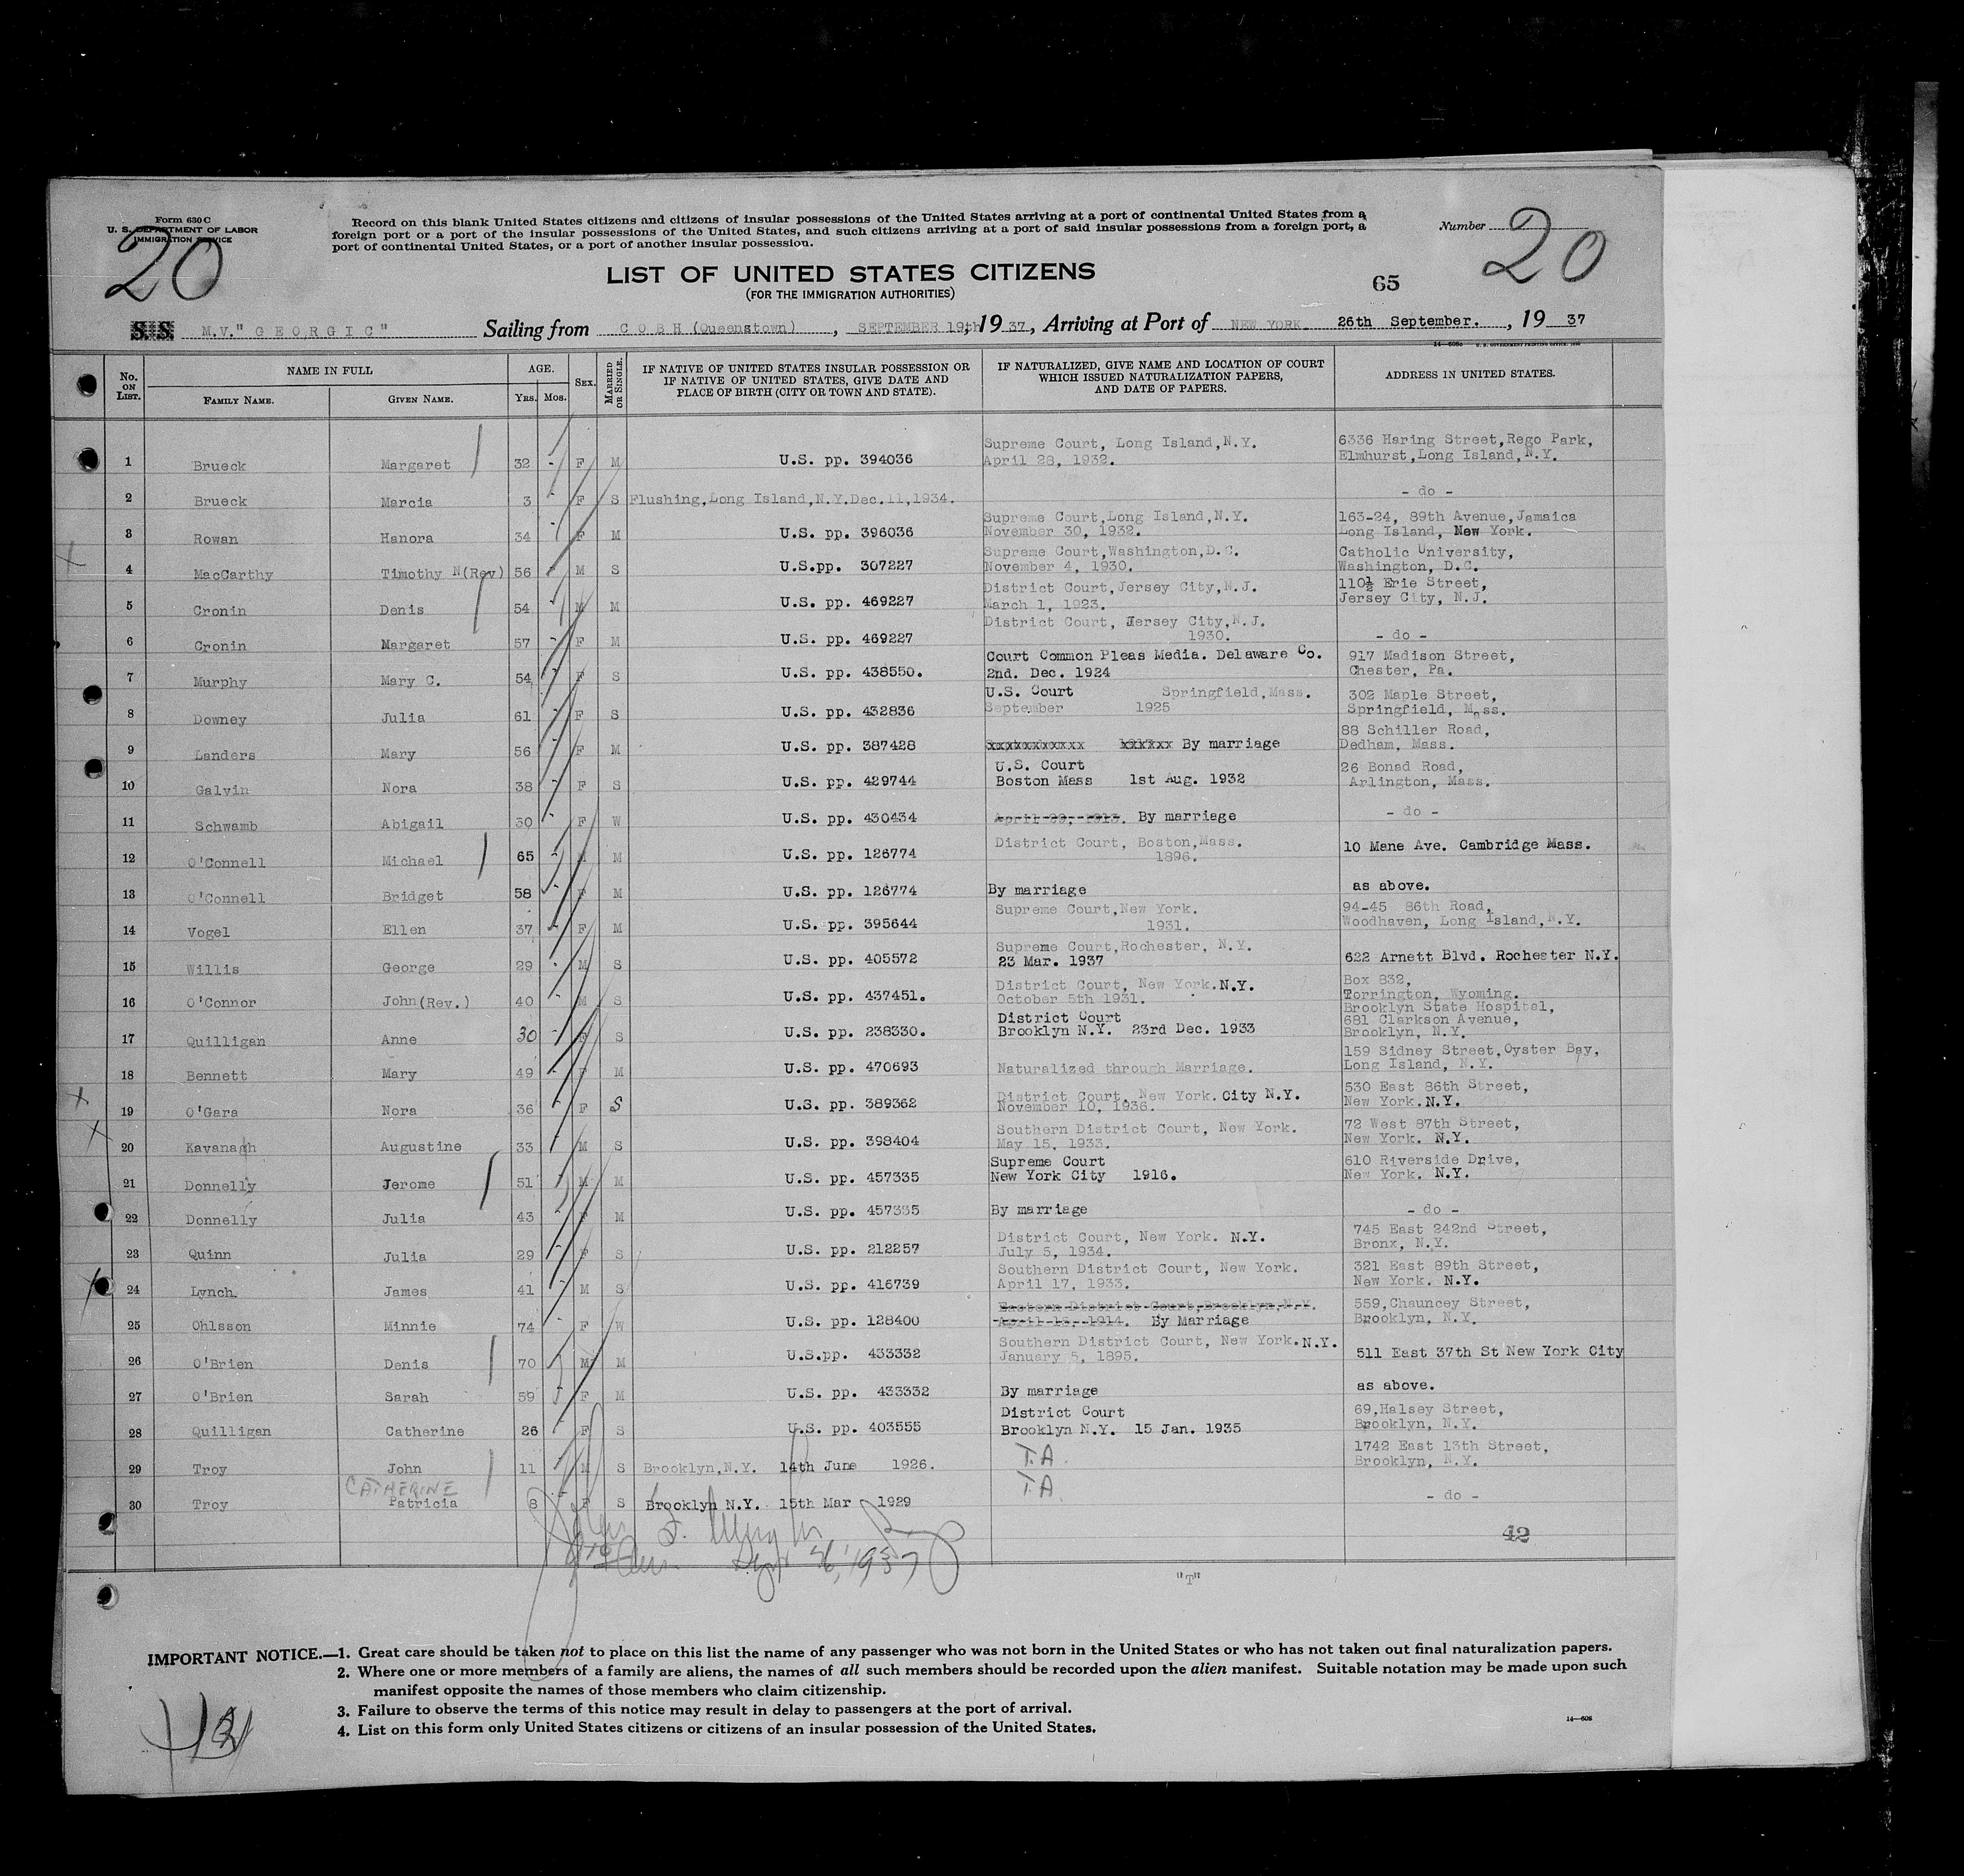 Form 630 C
U. S. DEPARTMENT OF LABOR
IMMIGRATION SERVICE
20
Record on this blank United States citizens and citizens of insular possessions of the United States arriving at a port of continental United States from a
foreign port or a port of the insular possessions of the United States, and such citizens arriving at a port of said insular possessions from a foreign port, a
port of continental United States, or a port of another insular possession.
Number 20
LIST OF UNITED STATES CITIZENS
(FOR THE IMMIGRATION AUTHORITIES)
65
S.S. M.V." G E O R G I C" Sailing from C O B H (Queenstown) , SEPTEMBER 19th, 19 37, Arriving at Port of NEW YORK. 26th September. , 19 37
No. ON LIST. NAME IN FULL FAMILY NAME. GIVEN NAME. AGE. YRS. MOS. SEX. MARRIED OR SINGLE. IF NATIVE OF UNITED STATES INSULAR POSSESSION OR IF NATIVE OF UNITED STATES, GIVE DATE AND PLACE OF BIRTH (CITY OR TOWN AND STATE). IF NATURALIZED, GIVE NAME AND LOCATION OF COURT WHICH ISSUED NATURALIZATION PAPERS, AND DATE OF PAPERS. ADDRESS IN UNITED STATES.
1 Brueck Margaret 32 - F M U.S. pp. 394036 Supreme Court, Long Island,N.Y. April 28, 1932. 6336 Haring Street,Rego Park, Elmhurst,Long Island,N.Y.
2 Brueck Marcia 3 - F S Flushing,Long Island,N.Y.Dec.11,1934. - do -
3 Rowan Hanora 34 - F M U.S. pp. 396036 Supreme Court,Long Island,N.Y. November 30, 1932. 163-24, 89th Avenue,Jamaica Long Island, New York.
4 MacCarthy Timothy N(Rev) 56 - M S U.S.pp. 307227 Supreme Court,Washington,D.C. November 4, 1930. Catholic University, Washington, D.C.
5 Cronin Denis 54 - M M U.S. pp. 469227 District Court,Jersey City,N.J. March 1, 1923. 110½ Erie Street, Jersey City, N.J.
6 Cronin Margaret 57 - F M U.S. pp. 469227 District Court, Jersey City,N.J. 1930. - do -
7 Murphy Mary C. 54 - F S U.S. pp. 438550. Court Common Pleas Media. Delaware Co. 2nd. Dec. 1924 917 Madison Street, Chester, Pa.
8 Downey Julia 61 - F S U.S. pp. 432836 U.S. Court Springfield,Mass. September 1925 302 Maple Street, Springfield, Mass.
9 Landers Mary 56 - F M U.S. pp. 387428 By marriage 88 Schiller Road, Dedham, Mass.
10 Galvin Nora 38 - F S U.S. pp. 429744 U.S. Court Boston Mass 1st Aug. 1932 26 Bonad Road, Arlington, Mass.
11 Schwamb Abigail 30 - F W U.S. pp. 430434 By marriage - do -
12 O'Connell Michael 65 - M M U.S. pp. 126774 District Court, Boston,Mass. 1896. 10 Mane Ave. Cambridge Mass.
13 O'Connell Bridget 58 - F M U.S. pp. 126774 By marriage as above.
14 Vogel Ellen 37 - F M U.S. pp. 395644 Supreme Court,New York. 1931. 94-45 86th Road, Woodhaven, Long Island,N.Y.
15 Willis George 29 - M S U.S. pp. 405572 Supreme Court,Rochester, N.Y. 23 Mar. 1937 622 Arnett Blvd. Rochester N.Y.
16 O'Connor John(Rev.) 40 - M S U.S. pp. 437451. District Court, New York.N.Y. October 5th 1931. Box 832, Torrington, Wyoming.
17 Quilligan Anne 30 - F S U.S. pp. 238330. District Court Brooklyn N.Y. 23rd Dec. 1933 Brooklyn State Hospital, 681 Clarkson Avenue, Brooklyn, N.Y.
18 Bennett Mary 49 - F M U.S. pp. 470693 Naturalized through Marriage. 159 Sidney Street,Oyster Bay, Long Island, N.Y.
19 O'Gara Nora 36 - F S U.S. pp. 389362 District Court, New York. City N.Y. November 10, 1936. 530 East 86th Street, New York.N.Y.
20 Kavanagh Augustine 33 - M S U.S. pp. 398404 Southern District Court, New York. May 15, 1933. 72 West 87th Street, New York. N.Y.
21 Donnelly Jerome 51 - M M U.S. pp. 457335 Supreme Court New York City 1916. 610 Riverside Drive, New York. N.Y.
22 Donnelly Julia 43 - F M U.S. pp. 457335 By marriage - do -
23 Quinn Julia 29 - F S U.S. pp. 212257 District Court, New York. N.Y. July 5, 1934. 745 East 242nd Street, Bronx, N.Y.
24 Lynch. James 41 - M S U.S. pp. 416739 Southern District Court, New York. April 17, 1933. 321 East 89th Street, New York. N.Y.
25 Ohlsson Minnie 74 - F W U.S. pp. 128400 Eastern District Court,Brooklyn,N.Y. April 15, 1914. By Marriage 559,Chauncey Street, Brooklyn, N.Y.
26 O'Brien Denis 70 - M M U.S.pp. 433332 Southern District Court, New York.N.Y. January 5, 1895. 511 East 37th St New York City
27 O'Brien Sarah 59 - F M U.S. pp. 433332 By marriage as above.
28 Quilligan Catherine 26 - F S U.S. pp. 403555 District Court Brooklyn N.Y. 15 Jan. 1935 69,Halsey Street, Brooklyn, N.Y.
29 Troy John 11 - M S Brooklyn,N.Y. 14th June 1926. T.A. 1742 East 13th Street, Brooklyn, N.Y.
30 Troy CATHERINE Patricia 8 - F S Brooklyn N.Y. 15th Mar 1929 T.A. - do -
42
Sept 26, 1937
"T"
IMPORTANT NOTICE.—1. Great care should be taken not to place on this list the name of any passenger who was not born in the United States or who has not taken out final naturalization papers.
2. Where one or more members of a family are aliens, the names of all such members should be recorded upon the alien manifest. Suitable notation may be made upon such
manifest opposite the names of those members who claim citizenship.
3. Failure to observe the terms of this notice may result in delay to passengers at the port of arrival.
4. List on this form only United States citizens or citizens of an insular possession of the United States.
14—608